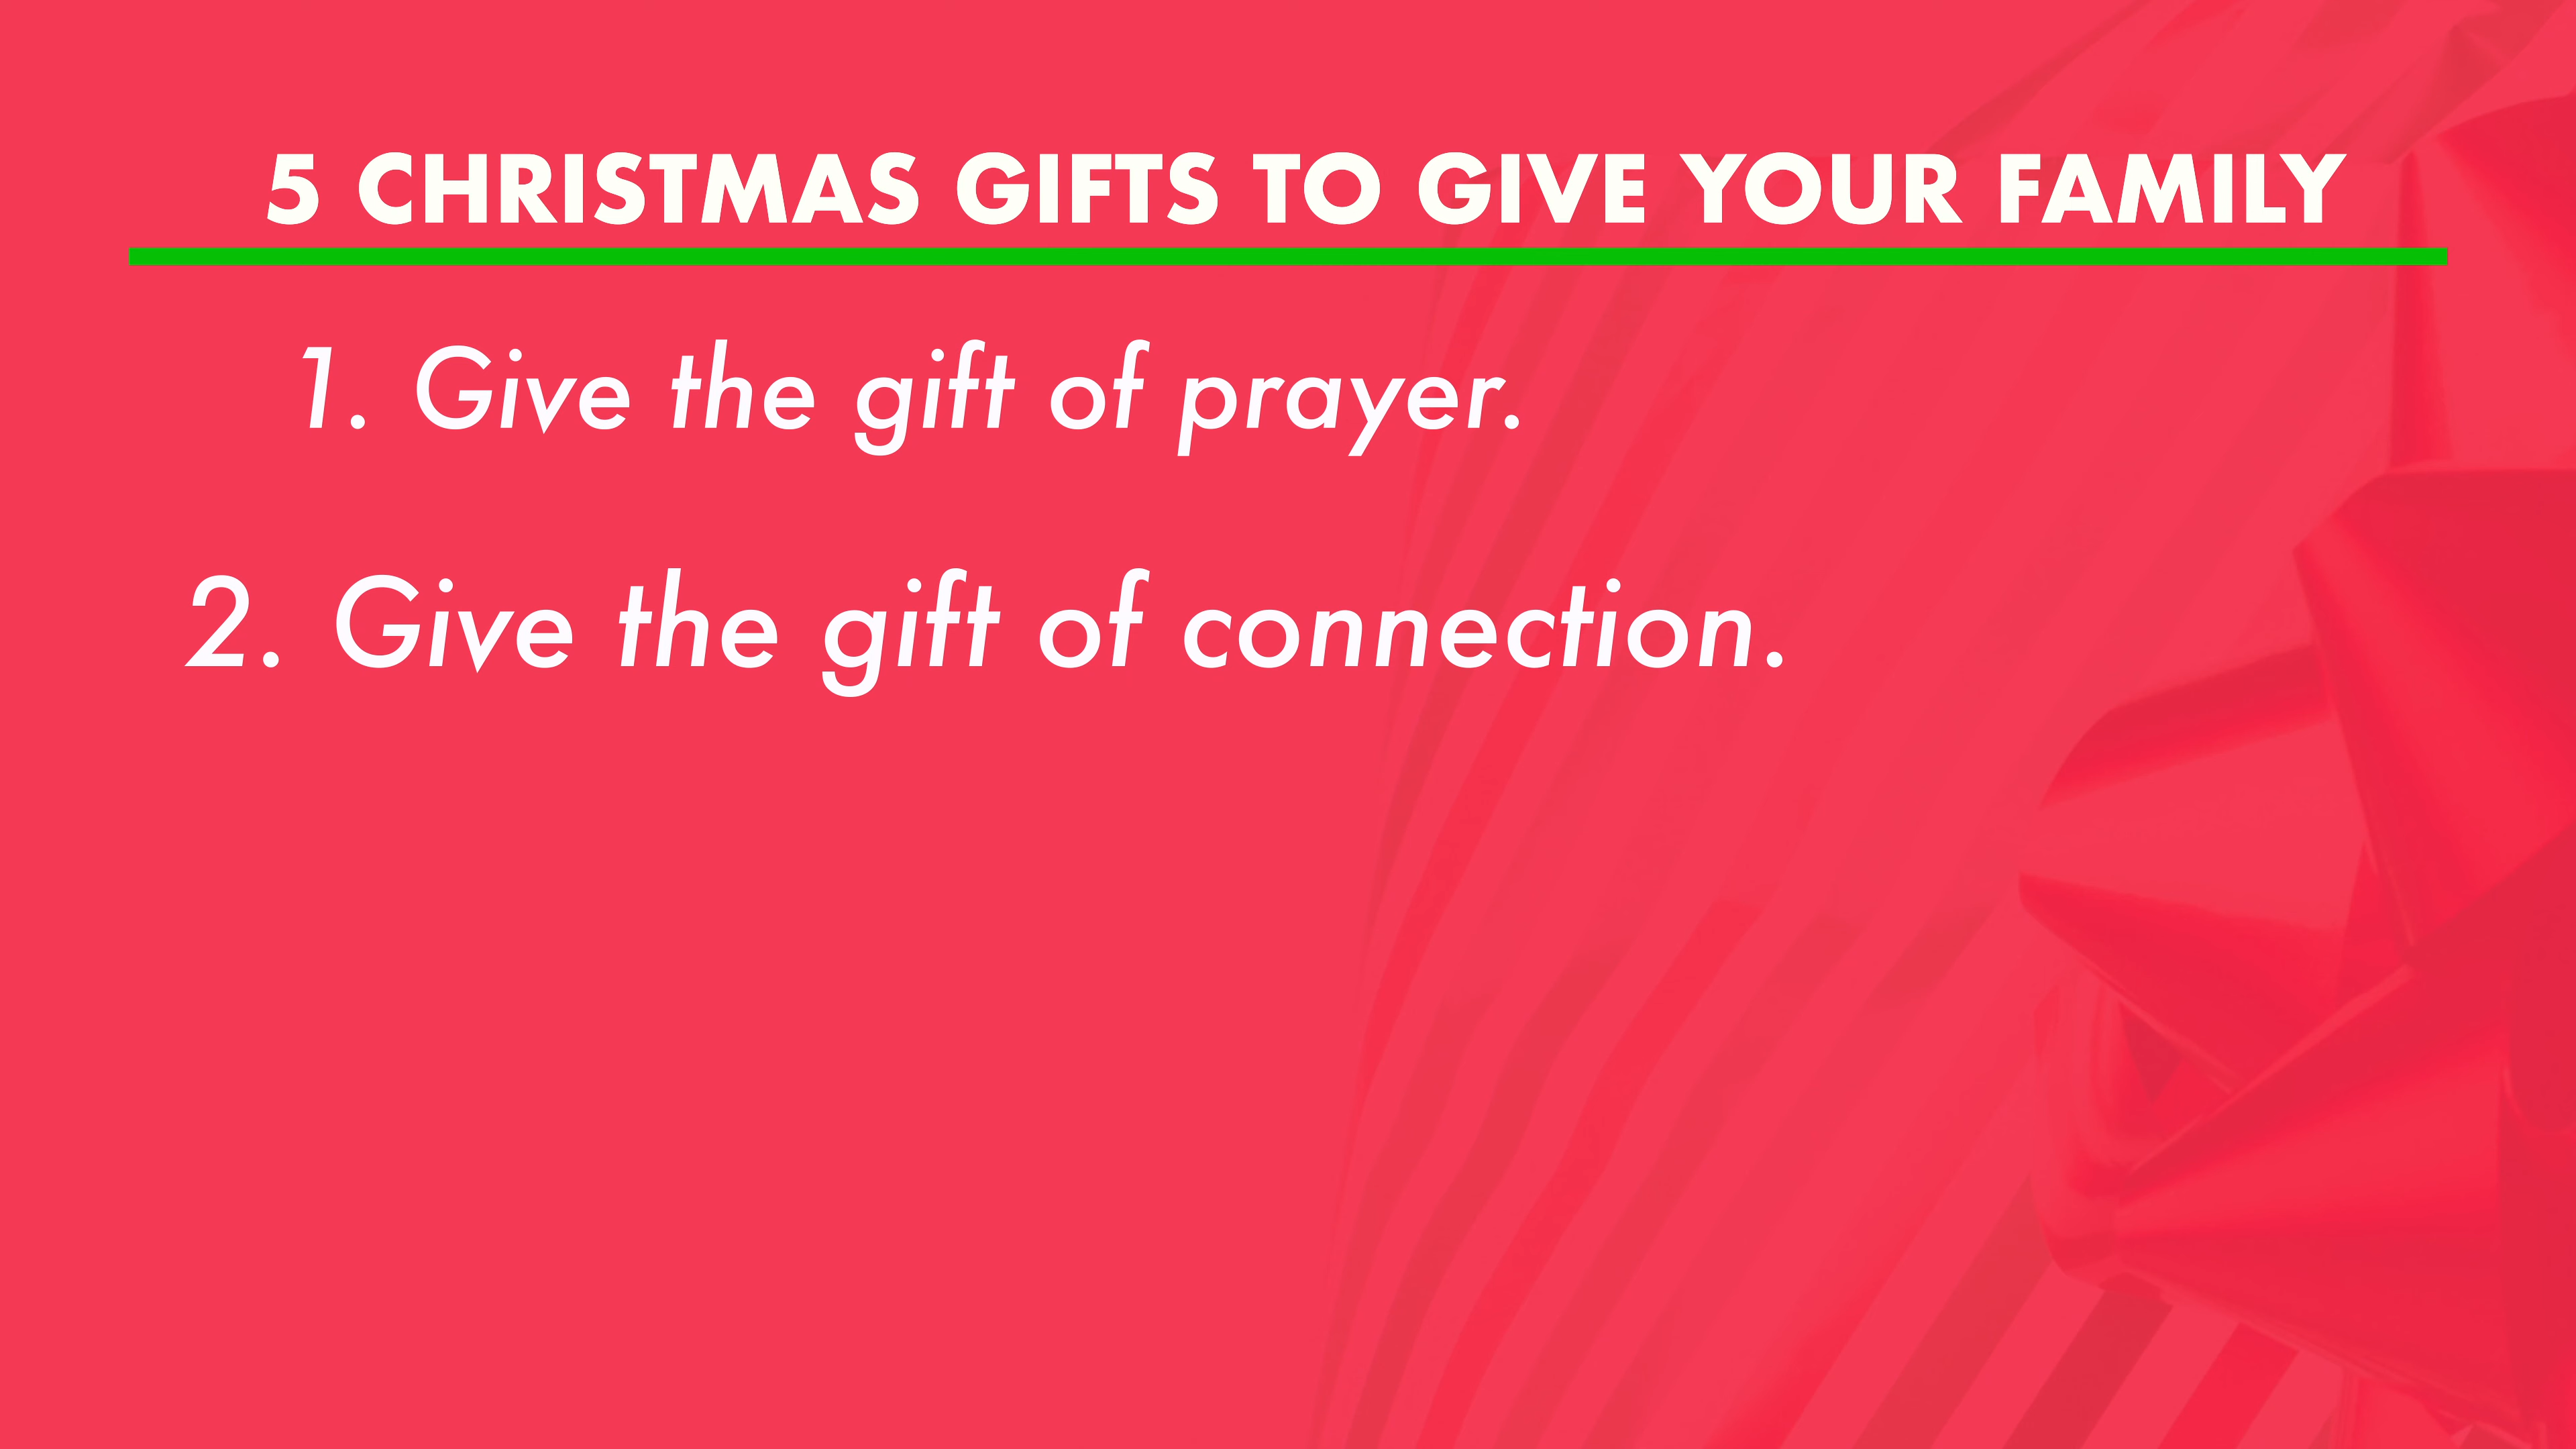 5 CHRISTMAS GIFTS TO GIVE YOUR FAMILY
1. Give the gift of prayer.
2. Give the gift of connection.